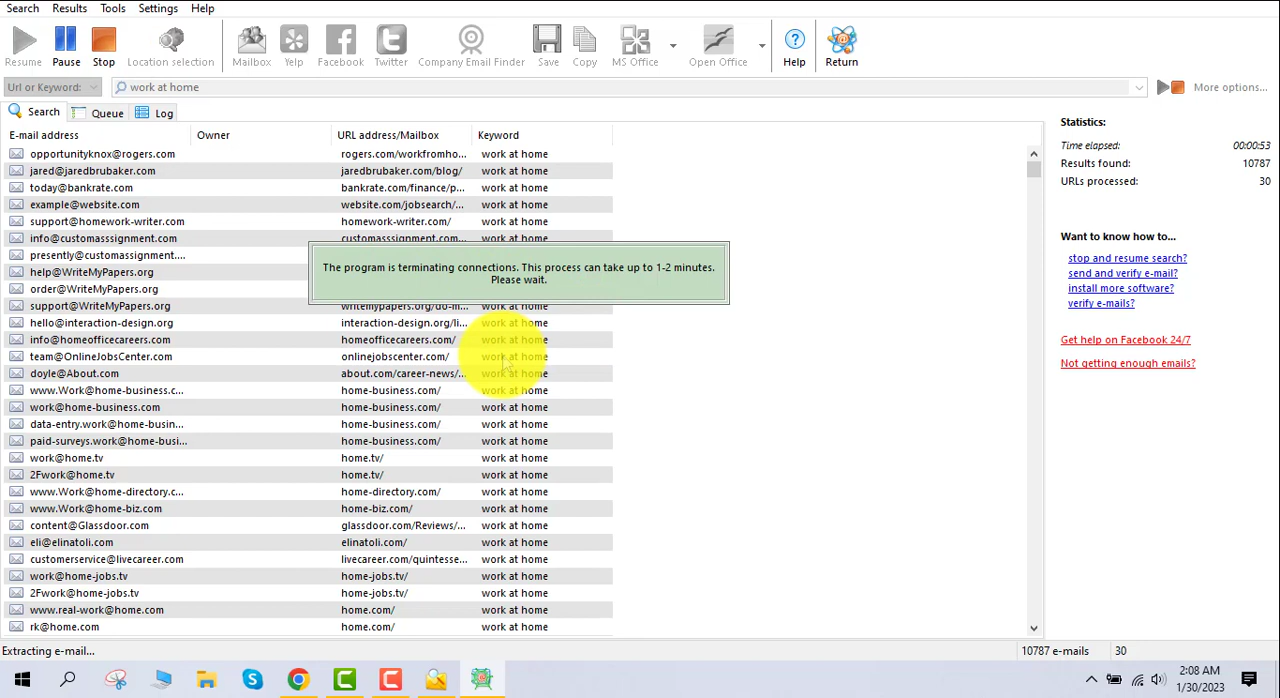 Search Results Tools Settings Help
Resume Pause Stop Location selection Mailbox Yelp Facebook Twitter Company Email Finder Save Copy MS Office Open Office Help Return
Url or Keyword: work at home More options...
Search Queue Log
E-mail address Owner URL address/Mailbox Keyword
opportunityknox@rogers.com rogers.com/workfromho... work at home
jared@jaredbrubaker.com jaredbrubaker.com/blog/ work at home
today@bankrate.com bankrate.com/finance/p... work at home
example@website.com website.com/jobsearch/... work at home
support@homework-writer.com homework-writer.com/ work at home
info@customasssignment.com customasssignment.com... work at home
presently@customassignment....
help@WriteMyPapers.org
order@WriteMyPapers.org
support@WriteMyPapers.org writemypapers.org/do-m... work at home
The program is terminating connections. This process can take up to 1-2 minutes.
Please wait.
hello@interaction-design.org interaction-design.org/li... work at home
info@homeofficecareers.com homeofficecareers.com/ work at home
team@OnlineJobsCenter.com onlinejobscenter.com/ work at home
doyle@About.com about.com/career-news/... work at home
www.Work@home-business.c... home-business.com/ work at home
work@home-business.com home-business.com/ work at home
data-entry.work@home-busin... home-business.com/ work at home
paid-surveys.work@home-busi... home-business.com/ work at home
work@home.tv home.tv/ work at home
2Fwork@home.tv home.tv/ work at home
www.Work@home-directory.c... home-directory.com/ work at home
www.Work@home-biz.com home-biz.com/ work at home
content@Glassdoor.com glassdoor.com/Reviews/... work at home
eli@elinatoli.com elinatoli.com/ work at home
customerservice@livecareer.com livecareer.com/quintesse... work at home
work@home-jobs.tv home-jobs.tv/ work at home
2Fwork@home-jobs.tv home-jobs.tv/ work at home
www.real-work@home.com home.com/ work at home
rk@home.com home.com/ work at home
Statistics:
Time elapsed: 00:00:53
Results found: 10787
URLs processed: 30
Want to know how to...
stop and resume search?
send and verify e-mail?
install more software?
verify e-mails?
Get help on Facebook 24/7
Not getting enough emails?
Extracting e-mail... 10787 e-mails 30
2:08 AM
1/30/2023